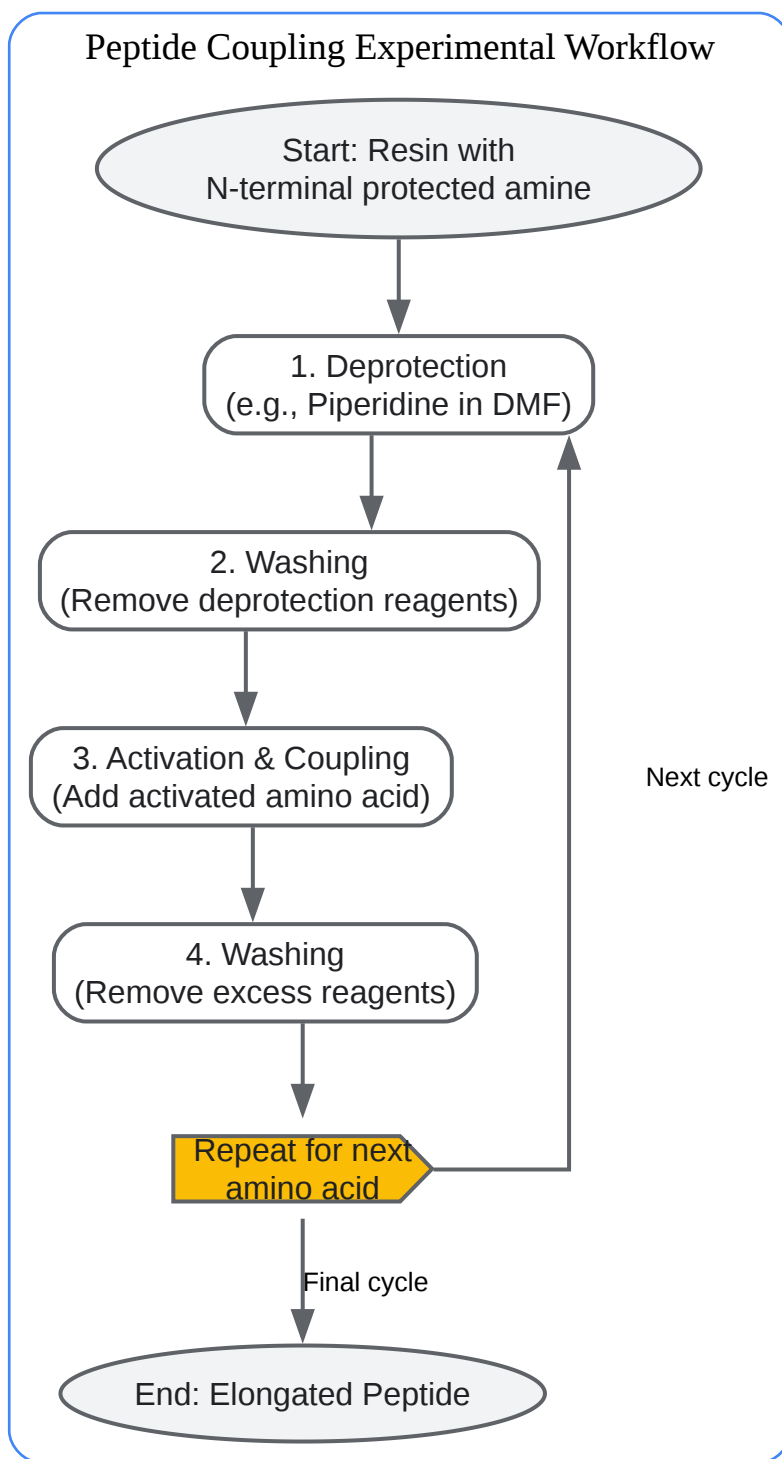 Peptide Coupling Experimental Workflow
Start: Resin with
N-terminal protected amine
1. Deprotection
(e.g., Piperidine in DMF)
2. Washing
(Remove deprotection reagents)
3. Activation & Coupling
(Add activated amino acid)
Next cycle
4. Washing
(Remove excess reagents)
Repeat for next
amino acid
Final cycle
End: Elongated Peptide